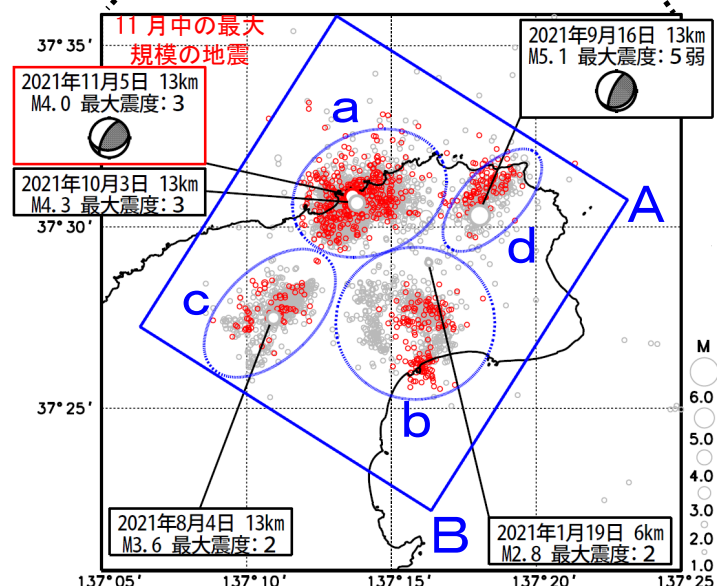 11 月中の最大
規模の地震
2021年9月16日 13km
M5.1 最大震度:5弱
37°35′
2021年11月5日 13km
M4.0 最大震度:3
a
2021年10月3日 13km
M4.3 最大震度:3
A
37°30′
d
c
M
6.0
5.0
4.0
3.0
2.0
1.0
37°25′
b
2021年8月4日 13km
M3.6 最大震度:2
B
2021年1月19日 6km
M2.8 最大震度:2
137°05′ 137°10′ 137°15′ 137°20′ 137°25′